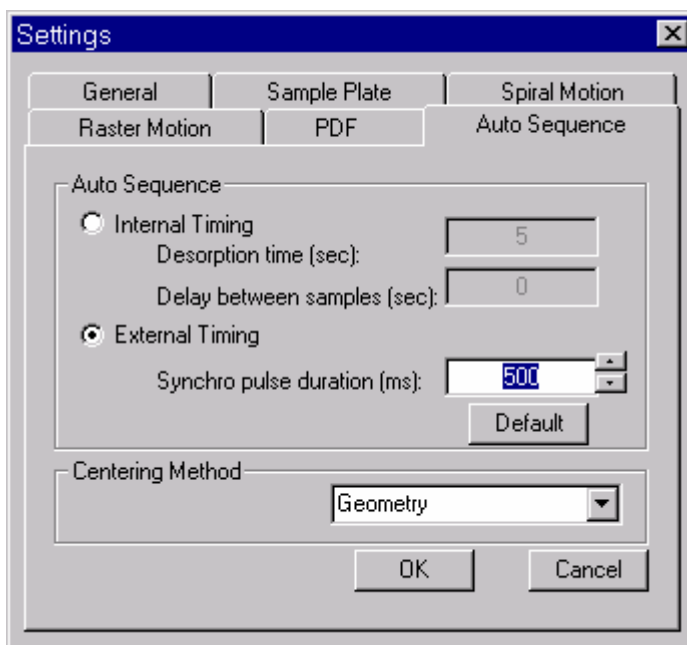 Settings
General Sample Plate Spiral Motion
Raster Motion PDF Auto Sequence
Auto Sequence
Internal Timing
Desorption time (sec): 5
Delay between samples (sec): 0
External Timing
Synchro pulse duration (ms): 500
Default
Centering Method
Geometry
OK Cancel